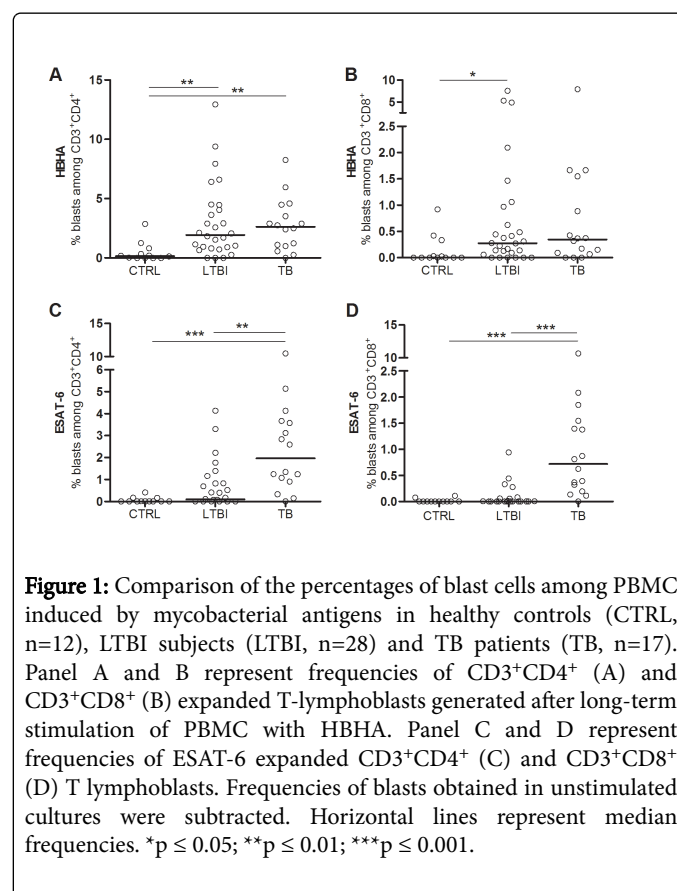 A
B
**
**
*
15
10
5
0
HBHA
% blasts among CD3+CD4+
CTRL
LTBI
TB
10
5
2.5
2.0
1.5
1.0
0.5
0.0
HBHA
% blasts among CD3+CD8+
CTRL
LTBI
TB
C
D
***
**
***
***
15
10
6
5
4
3
2
1
0
ESAT-6
% blasts among CD3+CD4+
CTRL
LTBI
TB
15
10
2.5
2.0
1.5
1.0
0.5
0.0
ESAT-6
% blasts among CD3+CD8+
CTRL
LTBI
TB
Figure 1: Comparison of the percentages of blast cells among PBMC
induced by mycobacterial antigens in healthy controls (CTRL,
n=12), LTBI subjects (LTBI, n=28) and TB patients (TB, n=17).
Panel A and B represent frequencies of CD3+CD4+ (A) and
CD3+CD8+ (B) expanded T-lymphoblasts generated after long-term
stimulation of PBMC with HBHA. Panel C and D represent
frequencies of ESAT-6 expanded CD3+CD4+ (C) and CD3+CD8+
(D) T lymphoblasts. Frequencies of blasts obtained in unstimulated
cultures were subtracted. Horizontal lines represent median
frequencies. *p ≤ 0.05; **p ≤ 0.01; ***p ≤ 0.001.